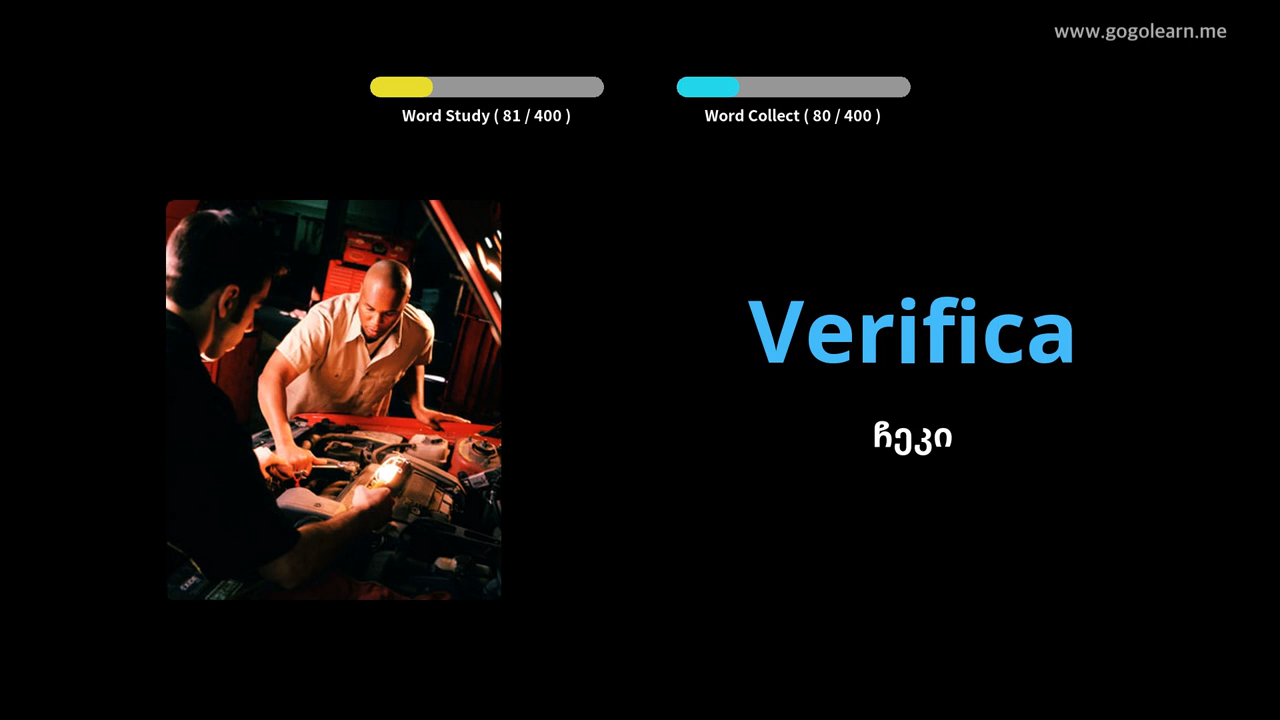 www.gogolearn.me
Word Study ( 81 / 400 )
Word Collect ( 80 / 400 )
Verifica
ჩეკი